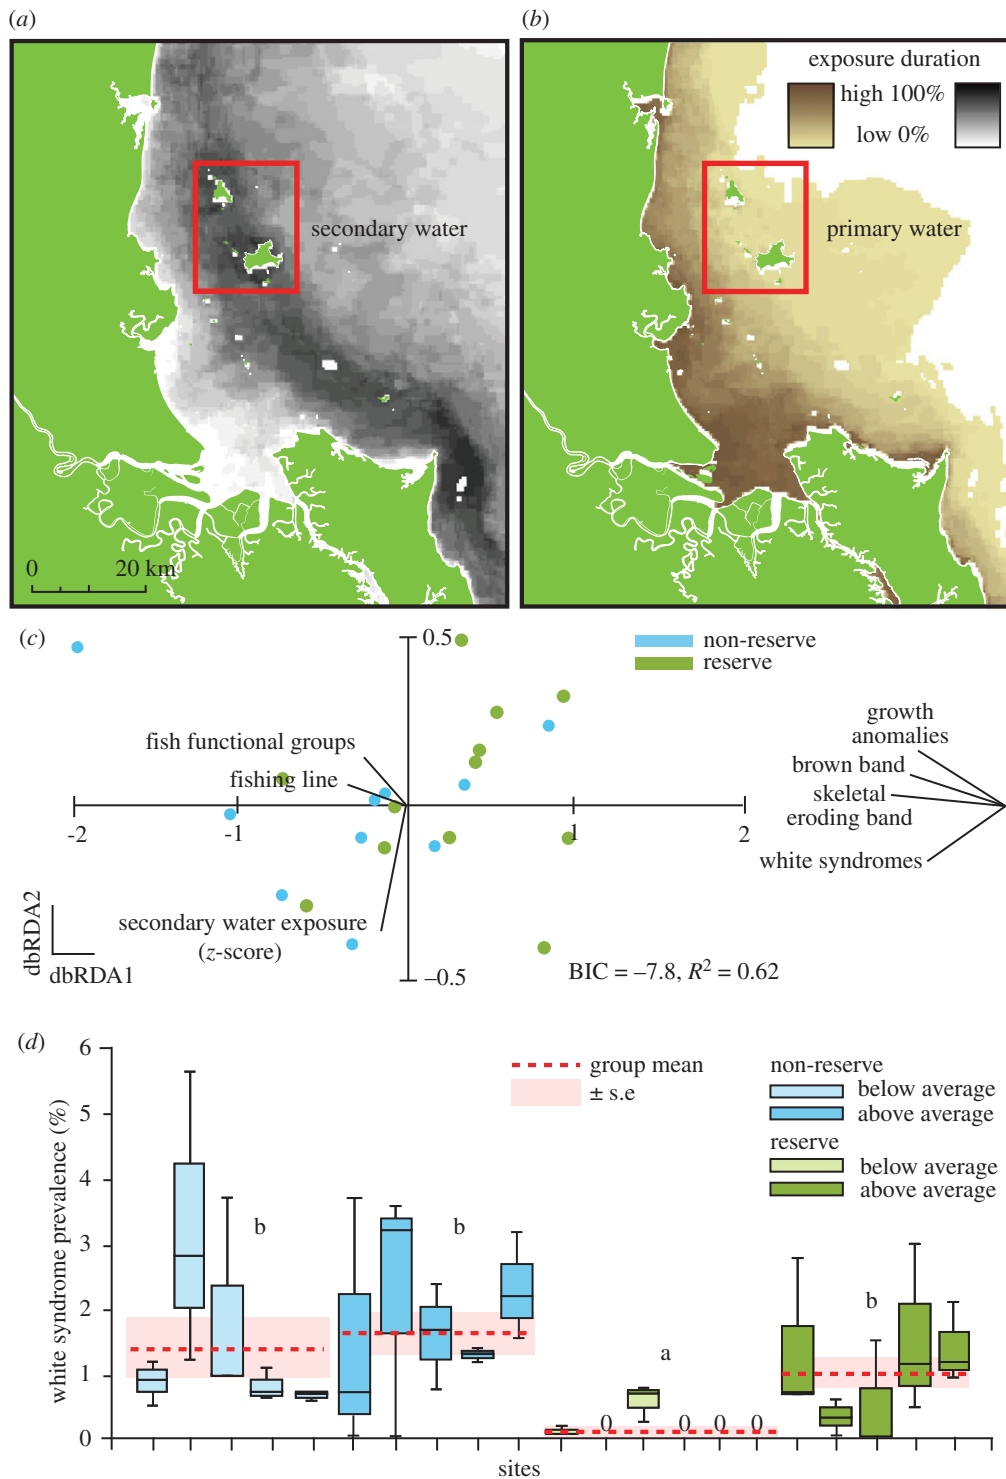 (a)
secondary water
0 20 km
(b)
exposure duration
high 100%
low 0%
primary water
(c)
0.5
non-reserve
reserve
growth
anomalies
fish functional groups
brown band
fishing line
skeletal
-2 -1 1 2
eroding band
white syndromes
secondary water exposure
(z-score)
dbRDA2
dbRDA1
–0.5
BIC = –7.8, R² = 0.62
(d)
white syndrome prevalence (%)
6
5
4
3
2
1
0
group mean
± s.e
non-reserve
below average
above average
reserve
below average
above average
b
b
a
b
0 0 0 0
sites